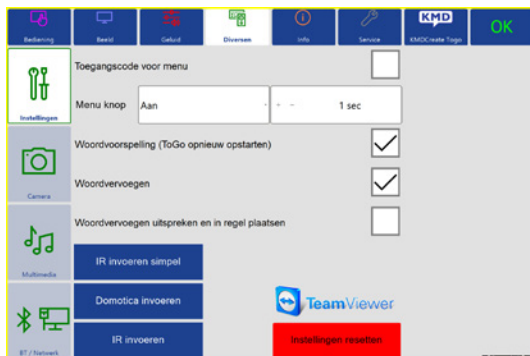 Bediening
Beeld
Geluid
Diversen
Info
Service
KMD
KMDCreate Togo
OK
Instellingen
Toegangscode voor menu
Menu knop
Aan
+ -
1 sec
Woordvoorspelling (ToGo opnieuw opstarten)
Camera
Woordvervoegen
Woordvervoegen uitspreken en in regel plaatsen
Multimedia
IR invoeren simpel
Domotica invoeren
TeamViewer
IR invoeren
Instellingen resetten
BT / Netwerk